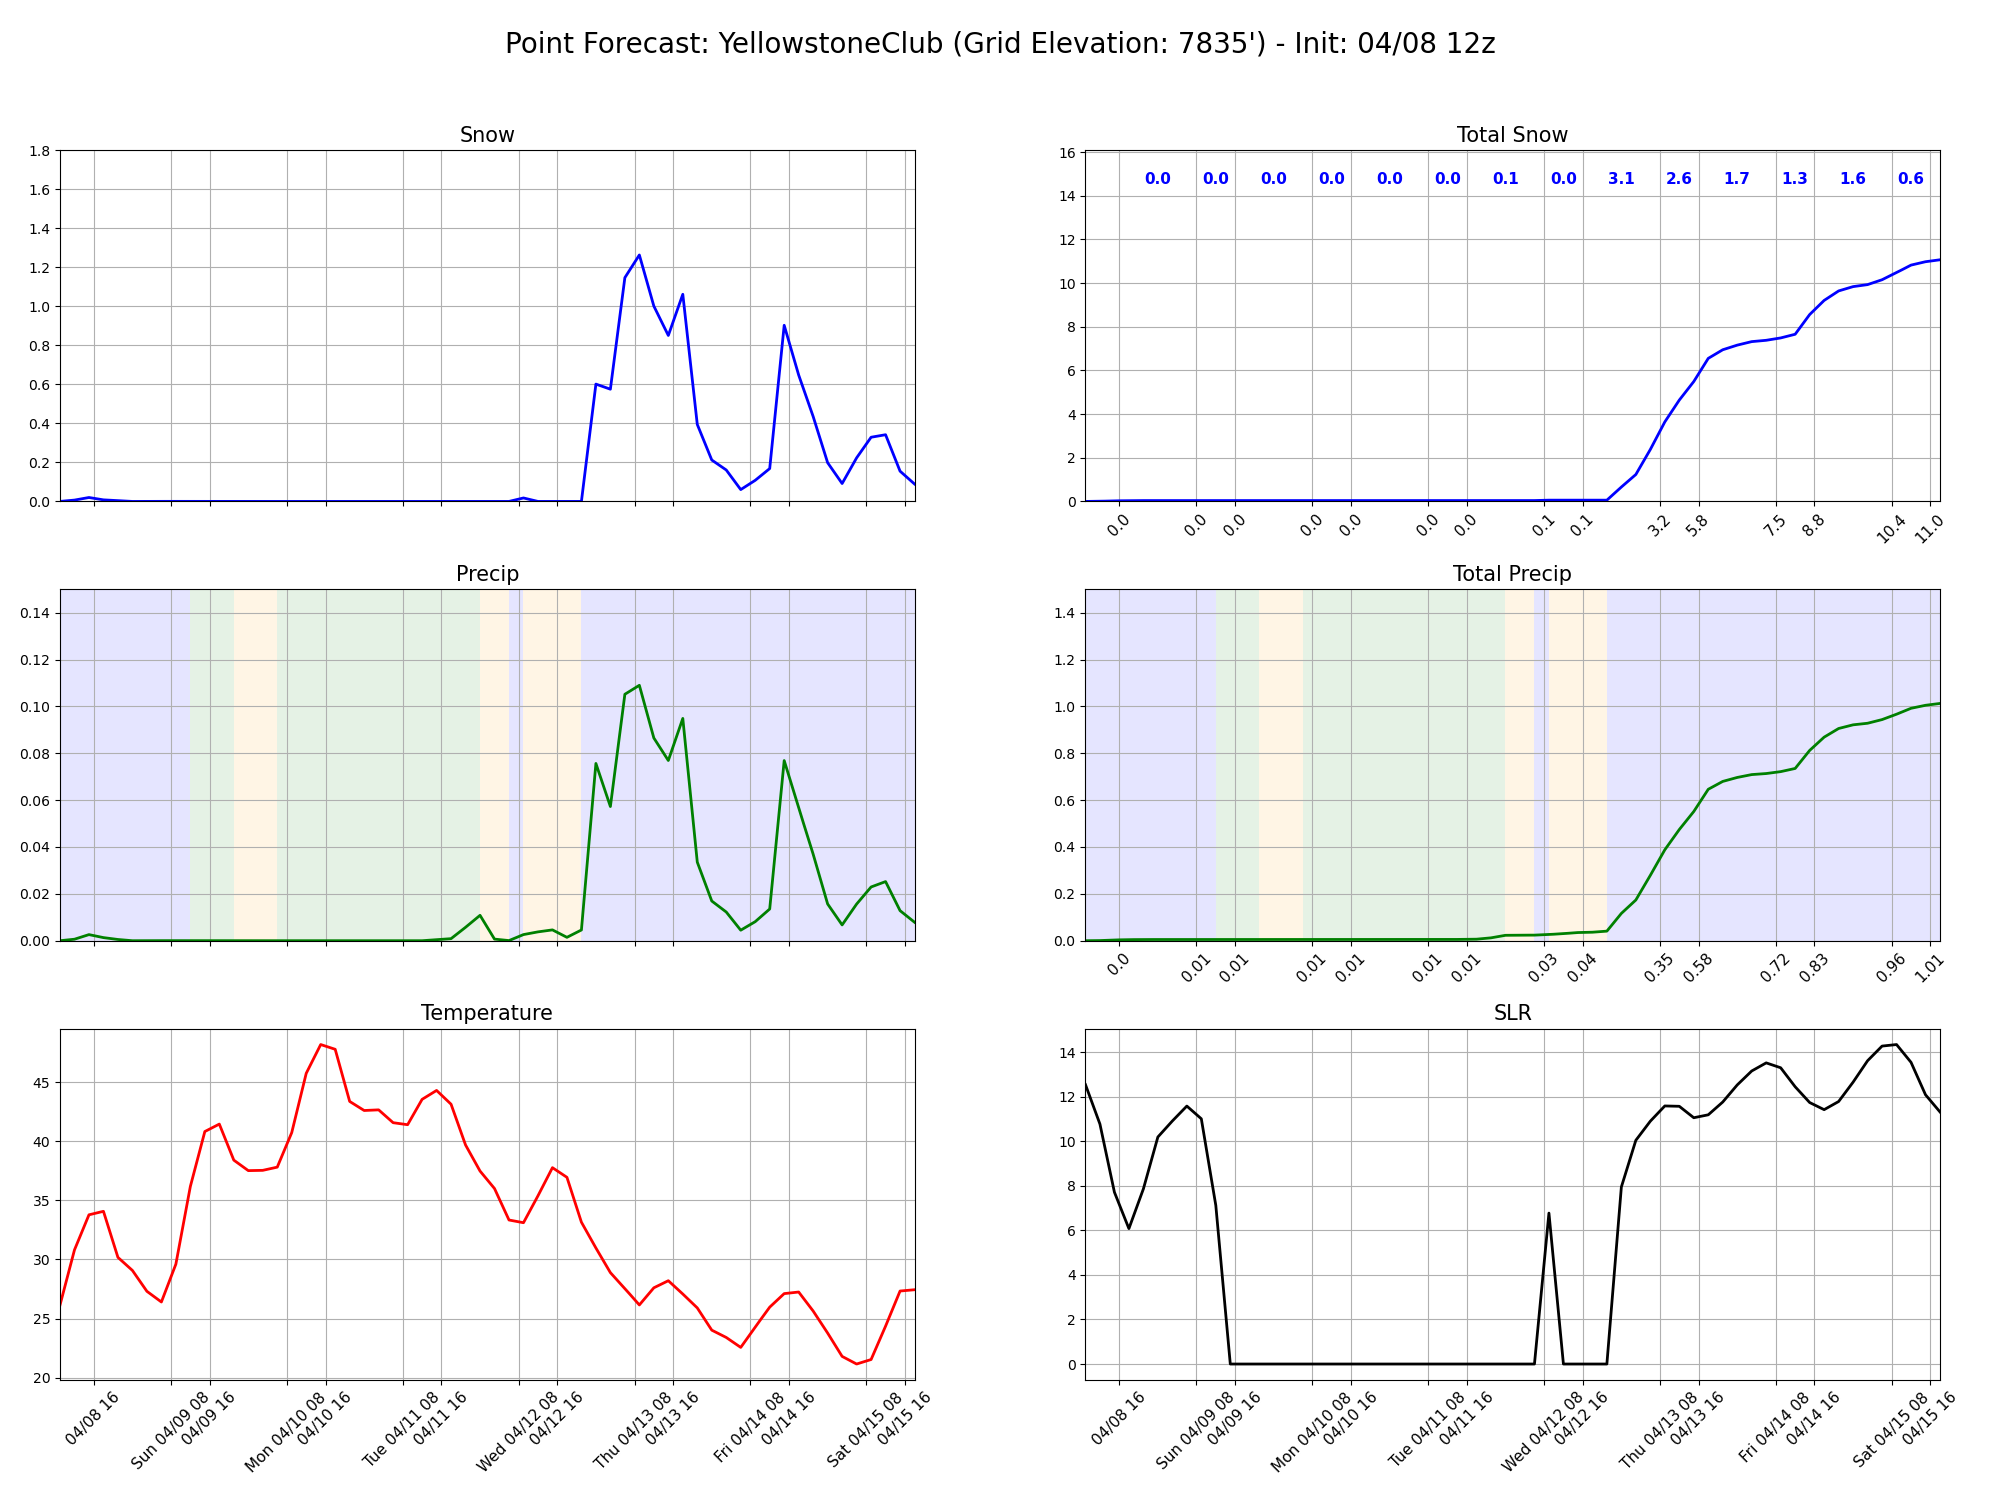 Point Forecast: YellowstoneClub (Grid Elevation: 7835') - Init: 04/08 12z
Snow
1.8
1.6
1.4
1.2
1.0
0.8
0.6
0.4
0.2
0.0
Total Snow
16
14
12
10
8
6
4
2
0
0.0 0.0 0.0 0.0 0.0 0.0 0.1 0.0 3.1 2.6 1.7 1.3 1.6 0.6
0.0 0.0 0.0 0.0 0.0 0.0 0.0 0.1 0.1 3.2 5.8 7.5 8.8 10.4 11.0
Precip
0.14
0.12
0.10
0.08
0.06
0.04
0.02
0.00
Total Precip
1.4
1.2
1.0
0.8
0.6
0.4
0.2
0.0
0.0 0.01 0.01 0.01 0.01 0.01 0.01 0.03 0.04 0.35 0.58 0.72 0.83 0.96 1.01
Temperature
45
40
35
30
25
20
04/08 16
Sun 04/09 08
04/09 16
Mon 04/10 08
04/10 16
Tue 04/11 08
04/11 16
Wed 04/12 08
04/12 16
Thu 04/13 08
04/13 16
Fri 04/14 08
04/14 16
Sat 04/15 08
04/15 16
SLR
14
12
10
8
6
4
2
0
04/08 16
Sun 04/09 08
04/09 16
Mon 04/10 08
04/10 16
Tue 04/11 08
04/11 16
Wed 04/12 08
04/12 16
Thu 04/13 08
04/13 16
Fri 04/14 08
04/14 16
Sat 04/15 08
04/15 16